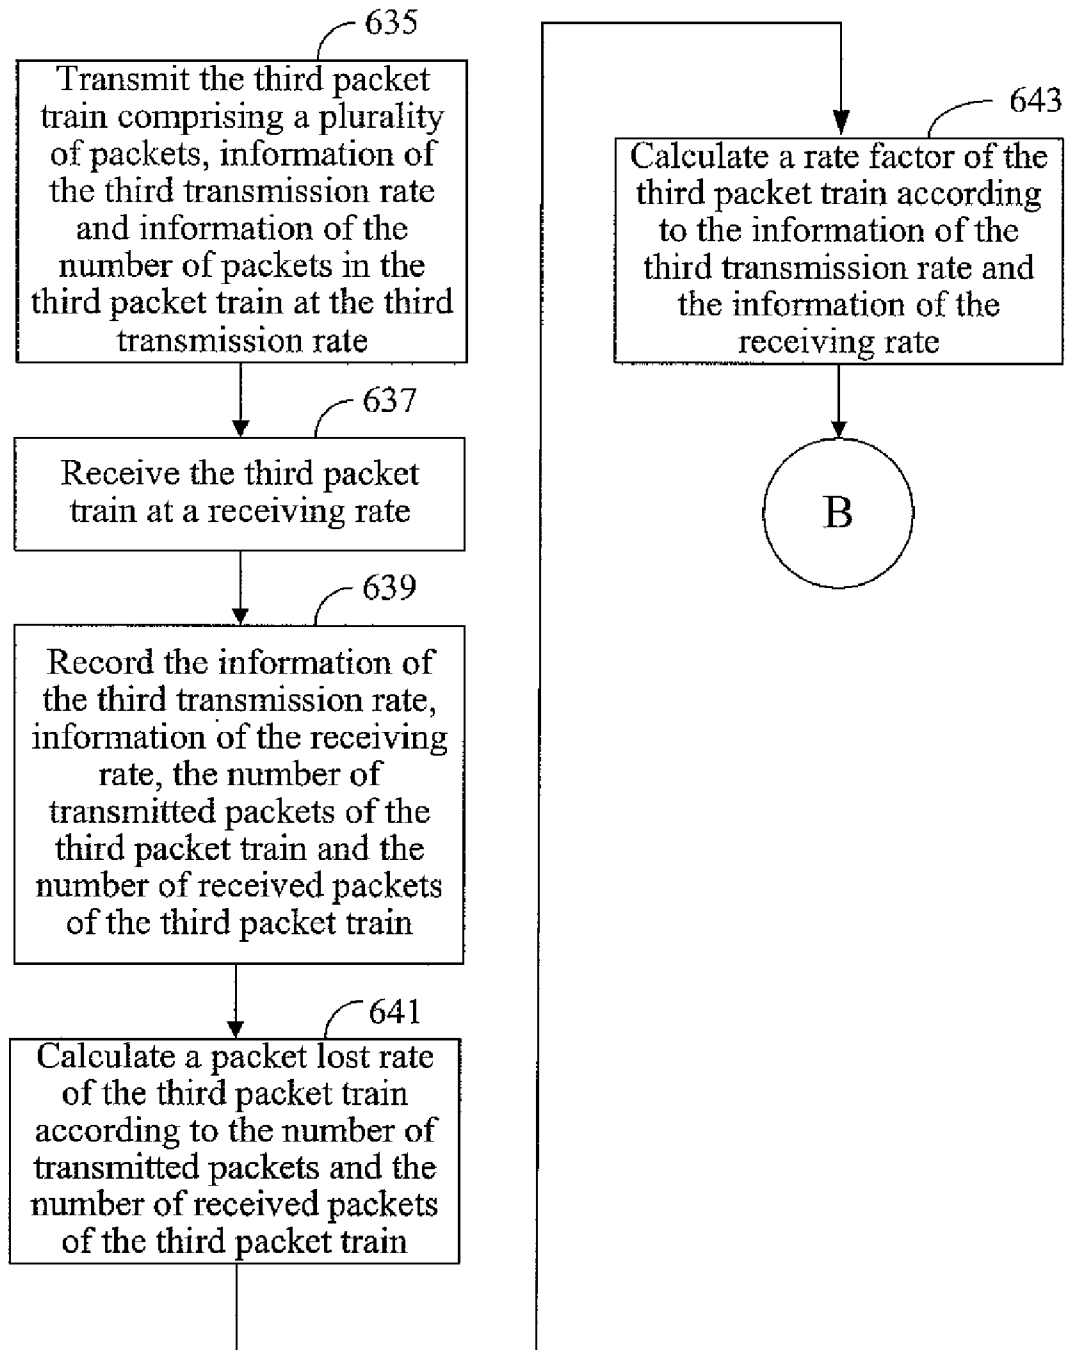 635
Transmit the third packet
train comprising a plurality
of packets, information of
the third transmission rate
and information of the
number of packets in the
third packet train at the third
transmission rate
637
Receive the third packet
train at a receiving rate
639
Record the information of
the third transmission rate,
information of the receiving
rate, the number of
transmitted packets of the
third packet train and the
number of received packets
of the third packet train
641
Calculate a packet lost rate
of the third packet train
according to the number of
transmitted packets and the
number of received packets
of the third packet train
643
Calculate a rate factor of the
third packet train according
to the information of the
third transmission rate and
the information of the
receiving rate
B